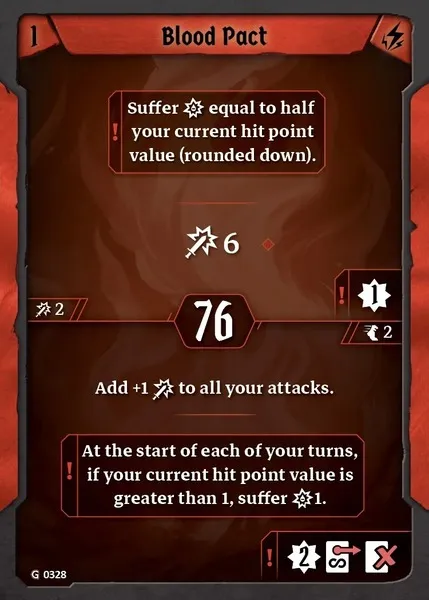 1 Blood Pact
! Suffer equal to half
your current hit point
value (rounded down).
6
! 1
2
76
2
Add +1 to all your attacks.
! At the start of each of your turns,
if your current hit point value is
greater than 1, suffer 1.
! 2
G 0328